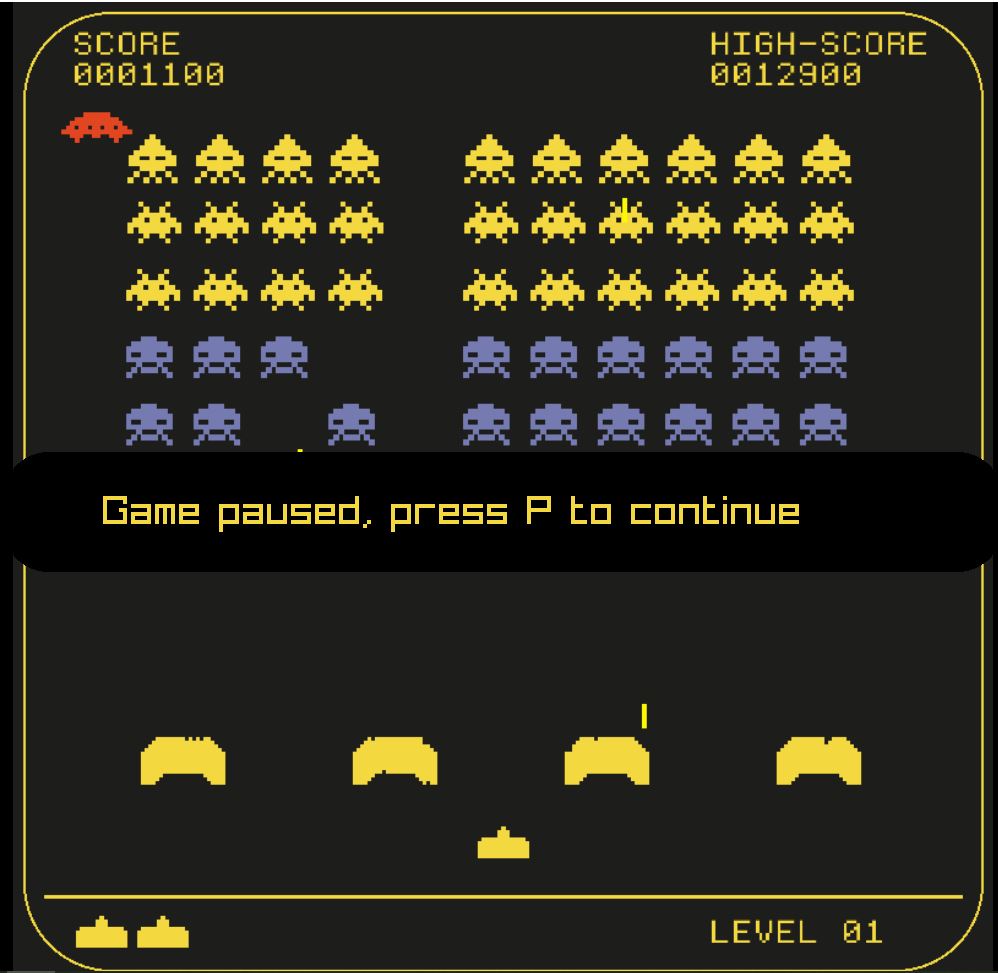 SCORE
HIGH-SCORE
0001100
0012900
Game paused, press P to continue
LEVEL 01